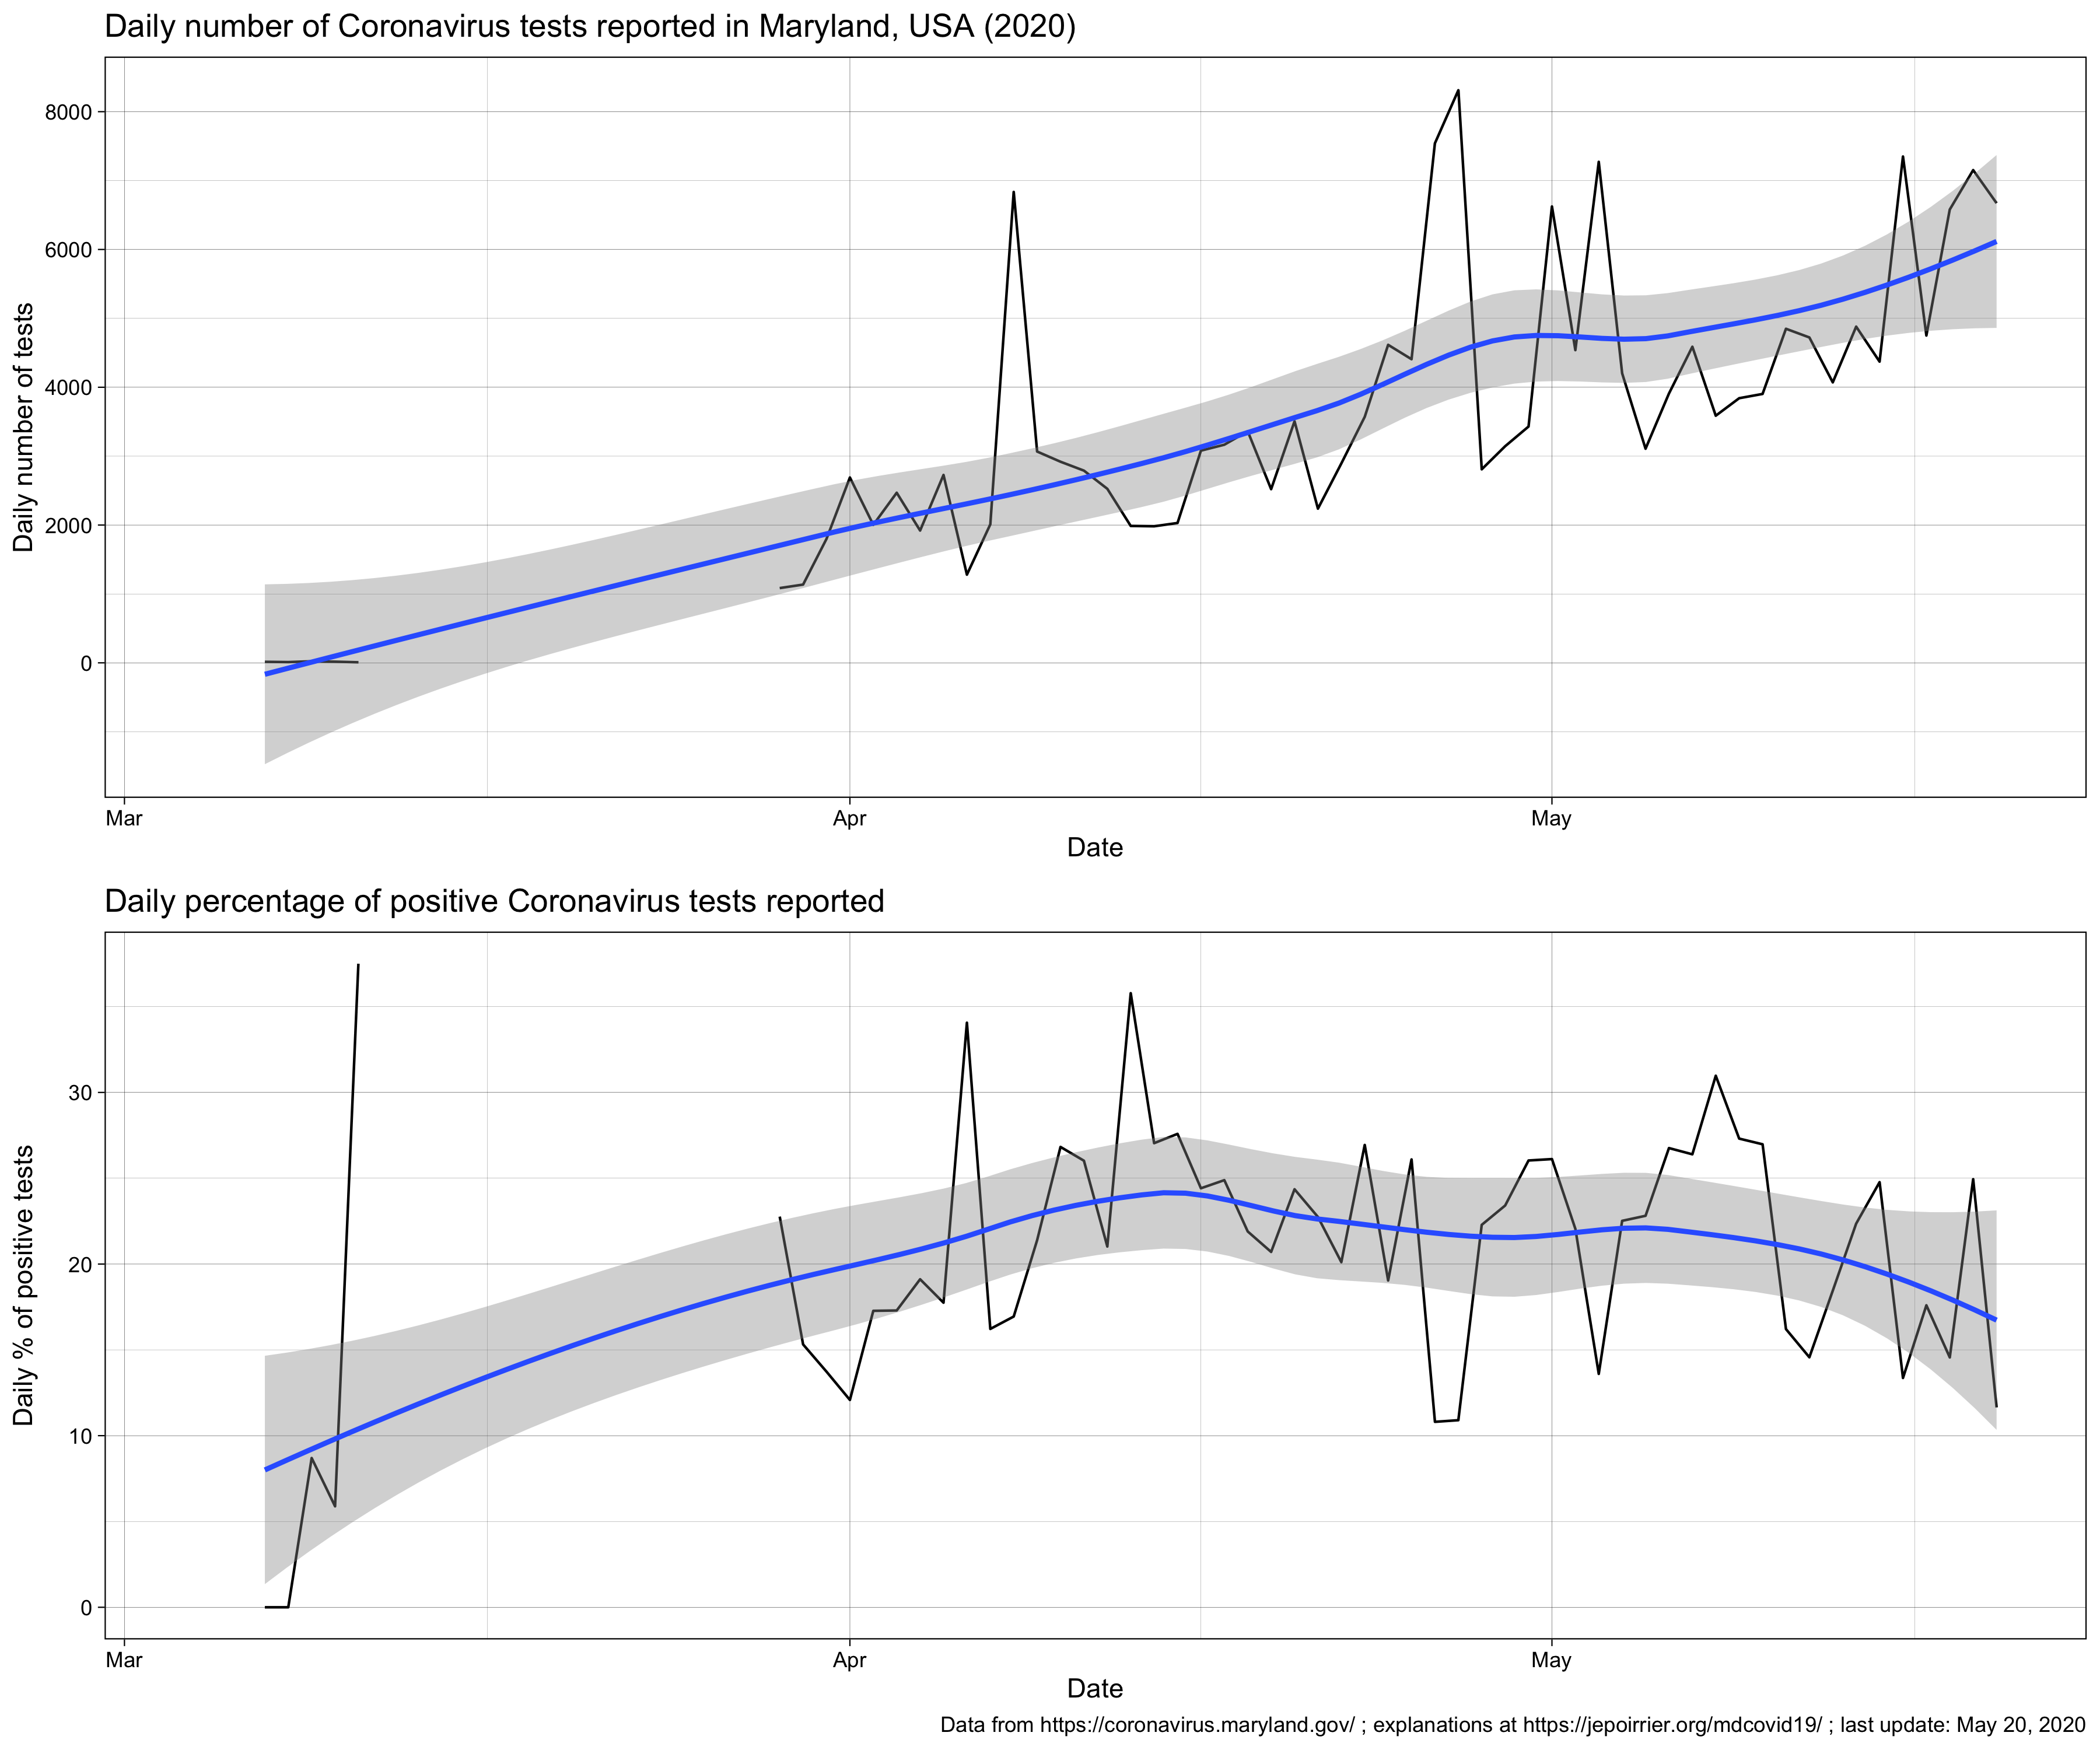 Daily number of Coronavirus tests reported in Maryland, USA (2020)
Daily number of tests
8000
6000
4000
2000
0
Mar
Apr
May
Date
Daily percentage of positive Coronavirus tests reported
Daily % of positive tests
30
20
10
0
Mar
Apr
May
Date
Data from https://coronavirus.maryland.gov/ ; explanations at https://jepoirrier.org/mdcovid19/ ; last update: May 20, 2020